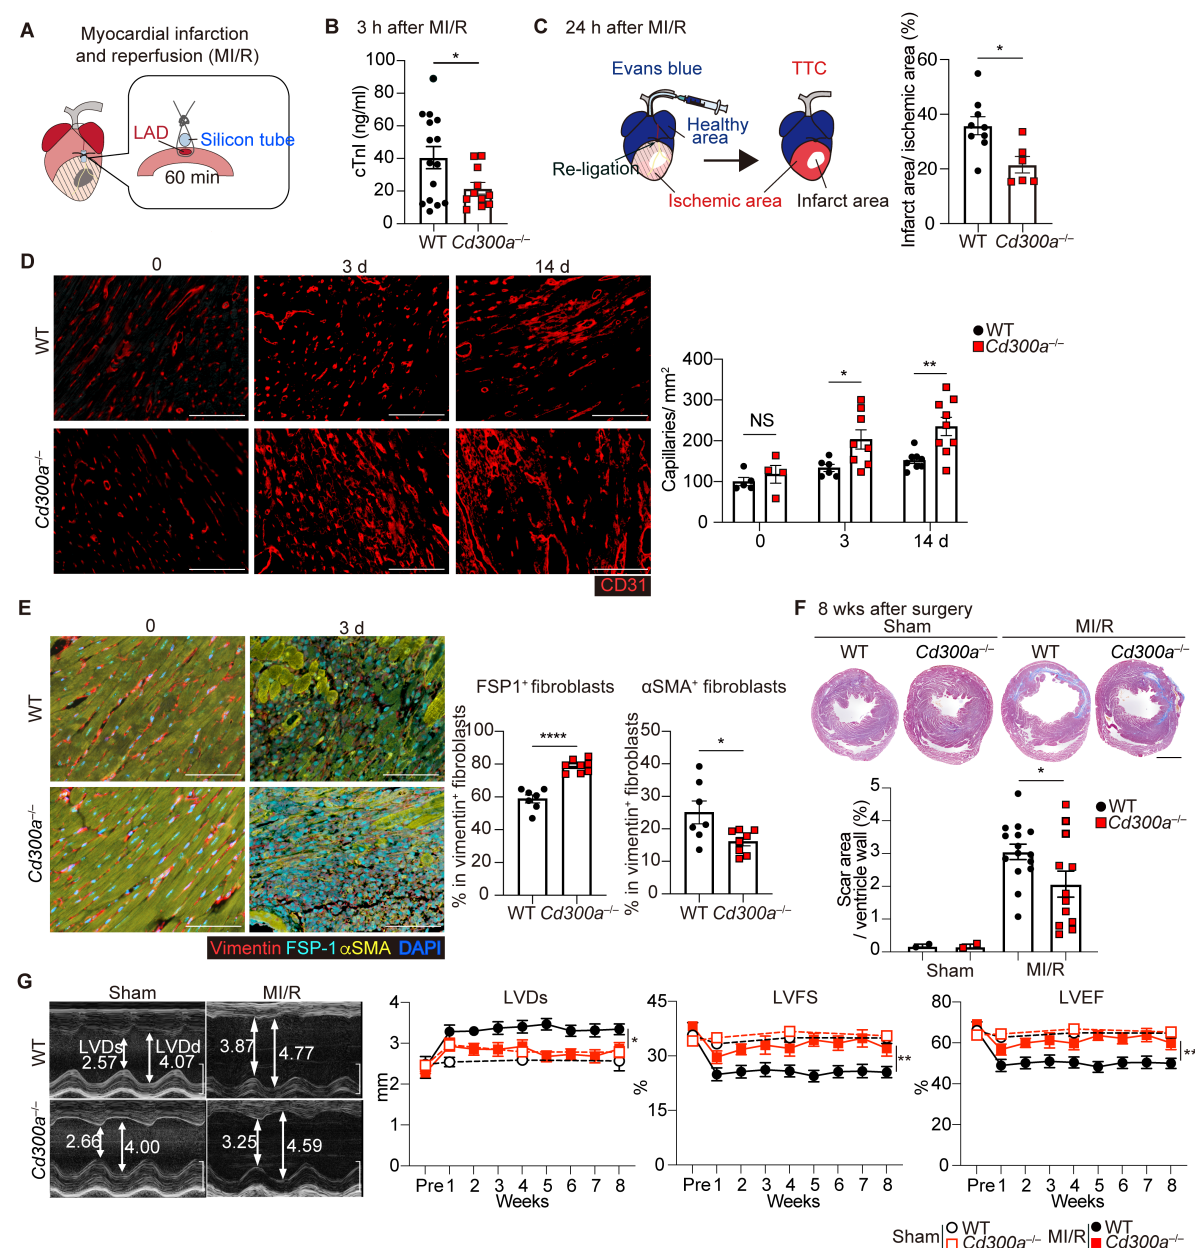 A
Myocardial infarction
and reperfusion (MI/R)
LAD
Silicon tube
60 min
B
3 h after MI/R
cTnI (ng/ml)
100
80
60
40
20
0
*
WT
Cd300a–/–
C
24 h after MI/R
Evans blue
TTC
Healthy
area
Re-ligation
Ischemic area
Infarct area
Infarct area/ ischemic area (%)
60
40
20
0
*
WT
Cd300a–/–
D
0
3 d
14 d
WT
Cd300a–/–
CD31
WT
Cd300a–/–
Capillaries/ mm2
400
300
200
100
0
NS
*
**
0
3
14 d
E
0
3 d
WT
Cd300a–/–
Vimentin FSP-1 αSMA DAPI
FSP1+ fibroblasts
% in vimentin+ fibroblasts
100
80
60
40
20
0
****
WT Cd300a–/–
αSMA+ fibroblasts
% in vimentin+ fibroblasts
50
40
30
20
10
0
*
WT Cd300a–/–
F
8 wks after surgery
Sham
MI/R
WT
Cd300a–/–
WT
Cd300a–/–
Scar area
/ ventricle wall (%)
5
4
3
2
1
0
*
WT
Cd300a–/–
Sham
MI/R
G
Sham
MI/R
WT
LVDs
2.57
LVDd
4.07
3.87
4.77
Cd300a–/–
2.66
4.00
3.25
4.59
LVDs
mm
4
3
2
1
0
*
Pre 1 2 3 4 5 6 7 8
Weeks
LVFS
%
45
30
15
0
**
Pre 1 2 3 4 5 6 7 8
Weeks
LVEF
%
80
60
40
20
0
**
Pre 1 2 3 4 5 6 7 8
Weeks
Sham
WT
Cd300a–/–
MI/R
WT
Cd300a–/–